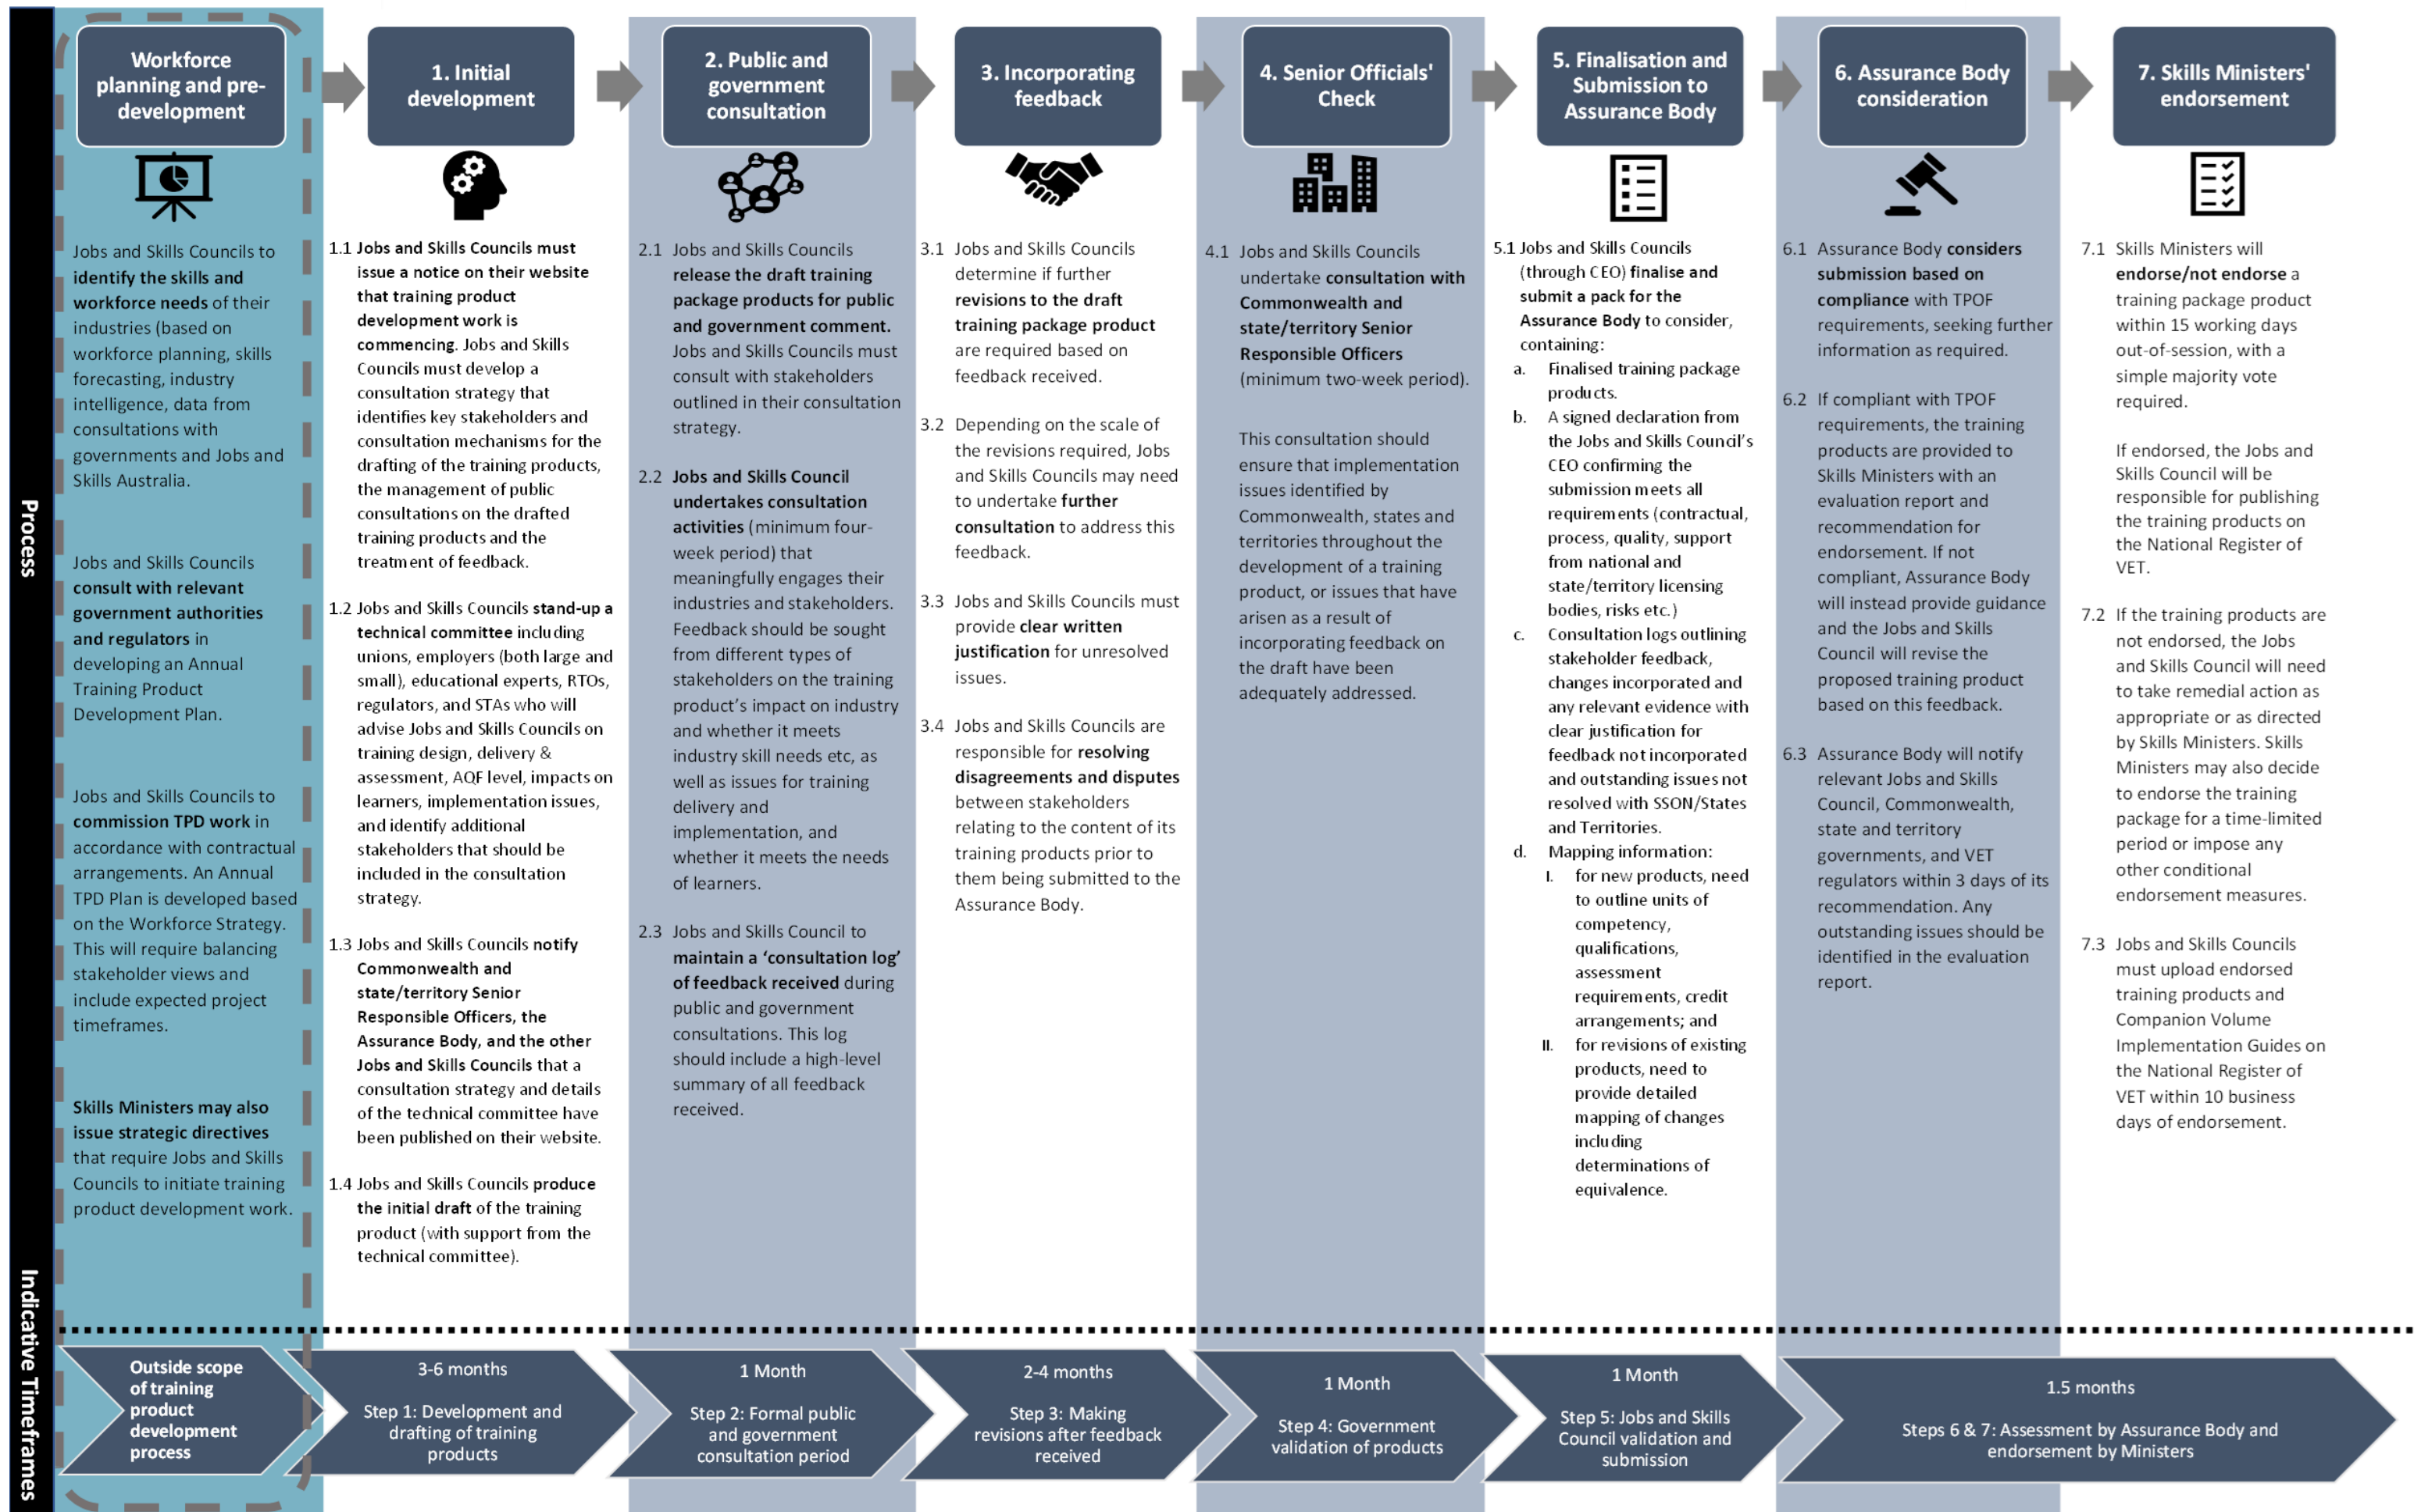 Process
Indicative Timeframes
Workforce
planning and pre-
development
Jobs and Skills Councils to
identify the skills and
workforce needs of their
industries (based on
workforce planning, skills
forecasting, industry
intelligence, data from
consultations with
governments and Jobs and
Skills Australia.
Jobs and Skills Councils
consult with relevant
government authorities
and regulators in
developing an Annual
Training Product
Development Plan.
Jobs and Skills Councils to
commission TPD work in
accordance with contractual
arrangements. An Annual
TPD Plan is developed based
on the Workforce Strategy.
This will require balancing
stakeholder views and
include expected project
timeframes.
Skills Ministers may also
issue strategic directives
that require Jobs and Skills
Councils to initiate training
product development work.
1. Initial
development
1.1 Jobs and Skills Councils must
issue a notice on their website
that training product
development work is
commencing. Jobs and Skills
Councils must develop a
consultation strategy that
identifies key stakeholders and
consultation mechanisms for the
drafting of the training products,
the management of public
consultations on the drafted
training products and the
treatment of feedback.
1.2 Jobs and Skills Councils stand-up a
technical committee including
unions, employers (both large and
small), educational experts, RTOs,
regulators, and STAs who will
advise Jobs and Skills Councils on
training design, delivery &
assessment, AQF level, impacts on
learners, implementation issues,
and identify additional
stakeholders that should be
included in the consultation
strategy.
1.3 Jobs and Skills Councils notify
Commonwealth and
state/territory Senior
Responsible Officers, the
Assurance Body, and the other
Jobs and Skills Councils that a
consultation strategy and details
of the technical committee have
been published on their website.
1.4 Jobs and Skills Councils produce
the initial draft of the training
product (with support from the
technical committee).
2. Public and
government
consultation
2.1 Jobs and Skills Councils
release the draft training
package products for public
and government comment.
Jobs and Skills Councils must
consult with stakeholders
outlined in their consultation
strategy.
2.2 Jobs and Skills Council
undertakes consultation
activities (minimum four-
week period) that
meaningfully engages their
industries and stakeholders.
Feedback should be sought
from different types of
stakeholders on the training
product's impact on industry
and whether it meets
industry skill needs etc, as
well as issues for training
delivery and
implementation, and
whether it meets the needs
of learners.
2.3 Jobs and Skills Council to
maintain a ‘consultation log’
of feedback received during
public and government
consultations. This log
should include a high-level
summary of all feedback
received.
3. Incorporating
feedback
3.1 Jobs and Skills Councils
determine if further
revisions to the draft
training package product
are required based on
feedback received.
3.2 Depending on the scale of
the revisions required, Jobs
and Skills Councils may need
to undertake further
consultation to address this
feedback.
3.3 Jobs and Skills Councils must
provide clear written
justification for unresolved
issues.
3.4 Jobs and Skills Councils are
responsible for resolving
disagreements and disputes
between stakeholders
relating to the content of its
training products prior to
them being submitted to the
Assurance Body.
4. Senior Officials'
Check
4.1 Jobs and Skills Councils
undertake consultation with
Commonwealth and
state/territory Senior
Responsible Officers
(minimum two-week period).
This consultation should
ensure that implementation
issues identified by
Commonwealth, states and
territories throughout the
development of a training
product, or issues that have
arisen as a result of
incorporating feedback on
the draft have been
adequately addressed.
5. Finalisation and
Submission to
Assurance Body
5.1 Jobs and Skills Councils
(through CEO) finalise and
submit a pack for the
Assurance Body to consider,
containing:
a. Finalised training package
products.
b. A signed declaration from
the Jobs and Skills Council's
CEO confirming the
submission meets all
requirements (contractual,
process, quality, support
from national and
state/territory licensing
bodies, risks etc.)
c. Consultation logs outlining
stakeholder feedback,
changes incorporated and
any relevant evidence with
clear justification for
feedback not incorporated
and outstanding issues not
resolved with SSON/States
and Territories.
d. Mapping information:
I. for new products, need
to outline units of
competency,
qualifications,
assessment
requirements, credit
arrangements; and
II. for revisions of existing
products, need to
provide detailed
mapping of changes
including
determinations of
equivalence.
6. Assurance Body
consideration
6.1 Assurance Body considers
submission based on
compliance with TPOF
requirements, seeking further
information as required.
6.2 If compliant with TPOF
requirements, the training
products are provided to
Skills Ministers with an
evaluation report and
recommendation for
endorsement. If not
compliant, Assurance Body
will instead provide guidance
and the Jobs and Skills
Council will revise the
proposed training product
based on this feedback.
6.3 Assurance Body will notify
relevant Jobs and Skills
Council, Commonwealth,
state and territory
governments, and VET
regulators within 3 days of its
recommendation. Any
outstanding issues should be
identified in the evaluation
report.
7. Skills Ministers'
endorsement
7.1 Skills Ministers will
endorse/not endorse a
training package product
within 15 working days
out-of-session, with a
simple majority vote
required.
If endorsed, the Jobs and
Skills Council will be
responsible for publishing
the training products on
the National Register of
VET.
7.2 If the training products are
not endorsed, the Jobs
and Skills Council will need
to take remedial action as
appropriate or as directed
by Skills Ministers. Skills
Ministers may also decide
to endorse the training
package for a time-limited
period or impose any
other conditional
endorsement measures.
7.3 Jobs and Skills Councils
must upload endorsed
training products and
Companion Volume
Implementation Guides on
the National Register of
VET within 10 business
days of endorsement.
Outside scope
of training
product
development
process
3-6 months
Step 1: Development and
drafting of training
products
1 Month
Step 2: Formal public
and government
consultation period
2-4 months
Step 3: Making
revisions after feedback
received
1 Month
Step 4: Government
validation of products
1 Month
Step 5: Jobs and Skills
Council validation and
submission
1.5 months
Steps 6 & 7: Assessment by Assurance Body and
endorsement by Ministers